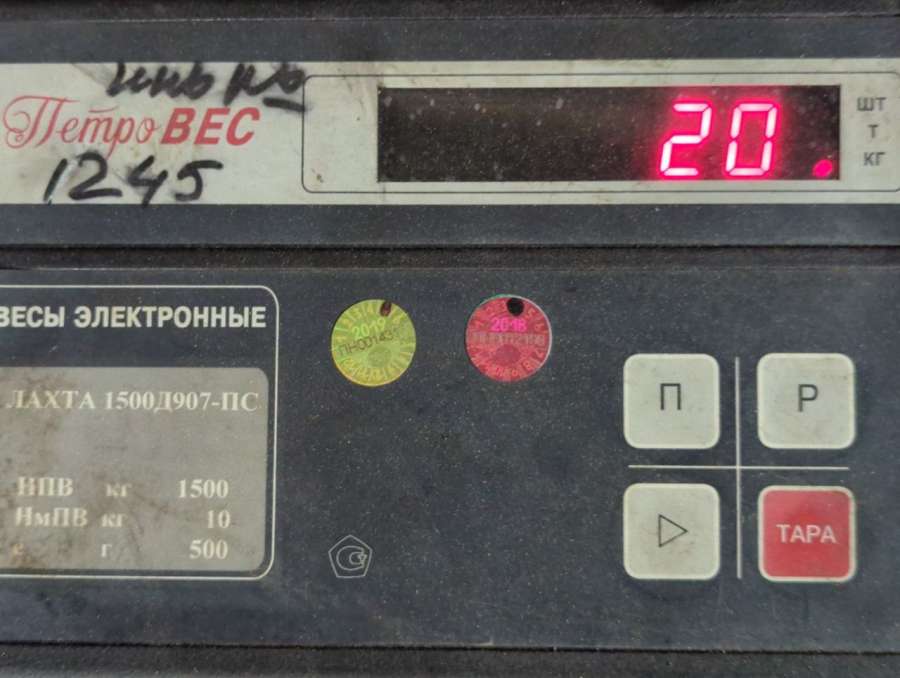 ПетроВЕС
1245
20.
ШТ
Т
КГ
ВЕСЫ ЭЛЕКТРОННЫЕ
ЛАХТА 1500Д907-ПС
НПВ кг 1500
НмПВ кг 10
е г 500
2019
2018
П
Р
ТАРА